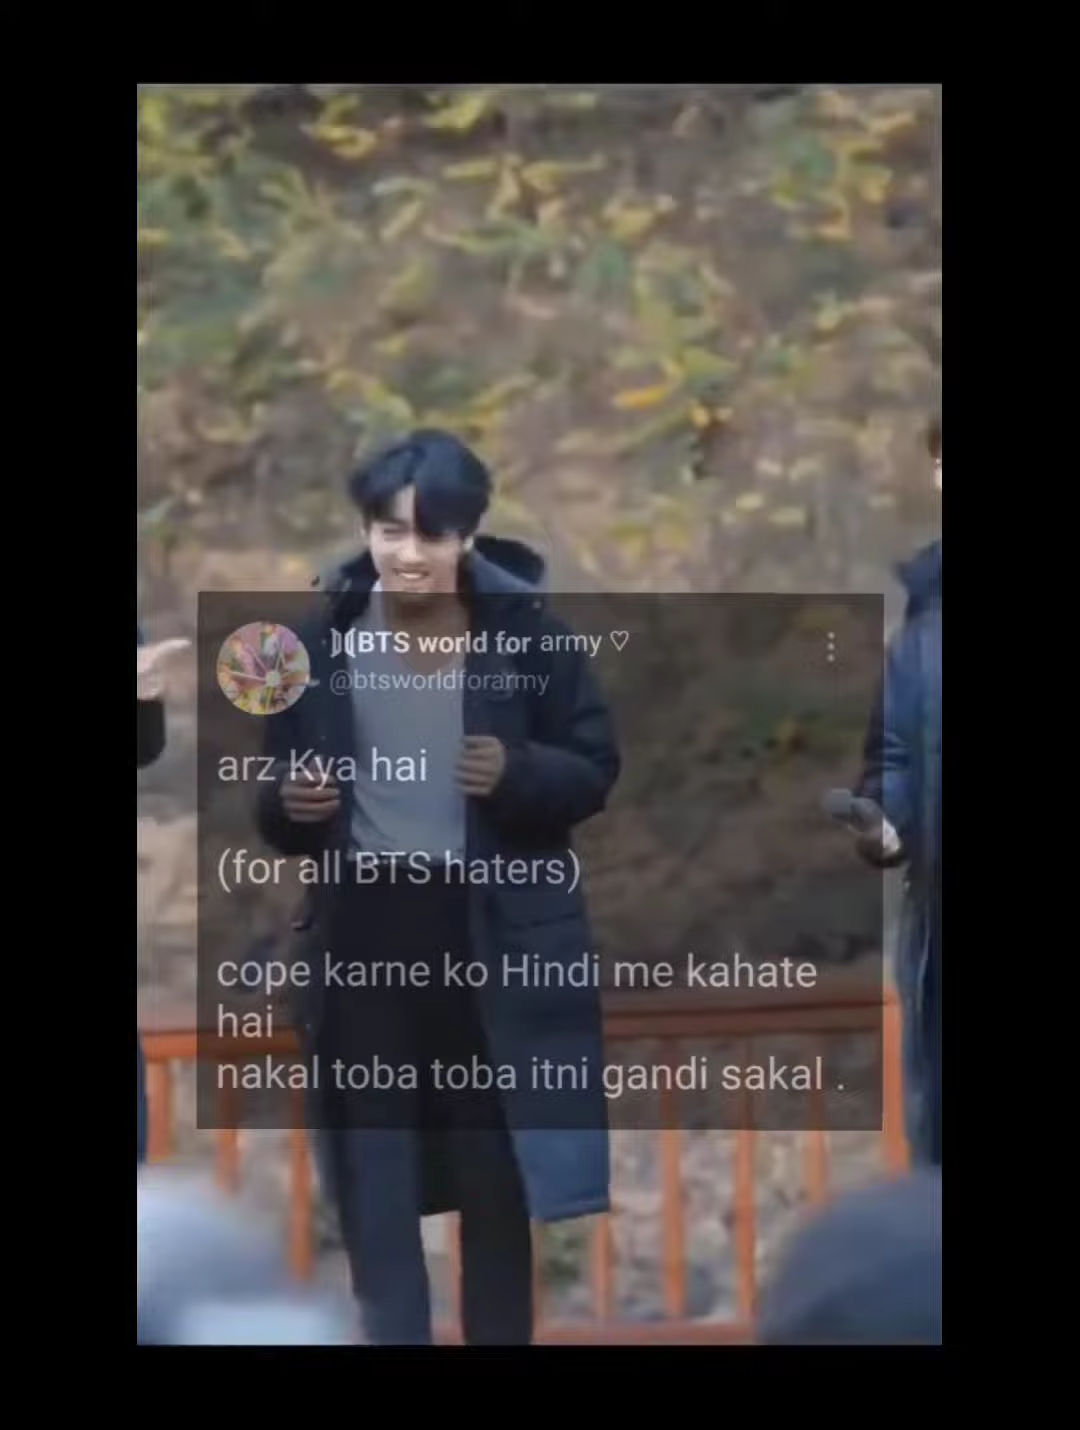 BTS world for army ♡
@btsworldforarmy
arz Kya hai
(for all BTS haters)
cope karne ko Hindi me kahate
hai
nakal toba toba itni gandi sakal .